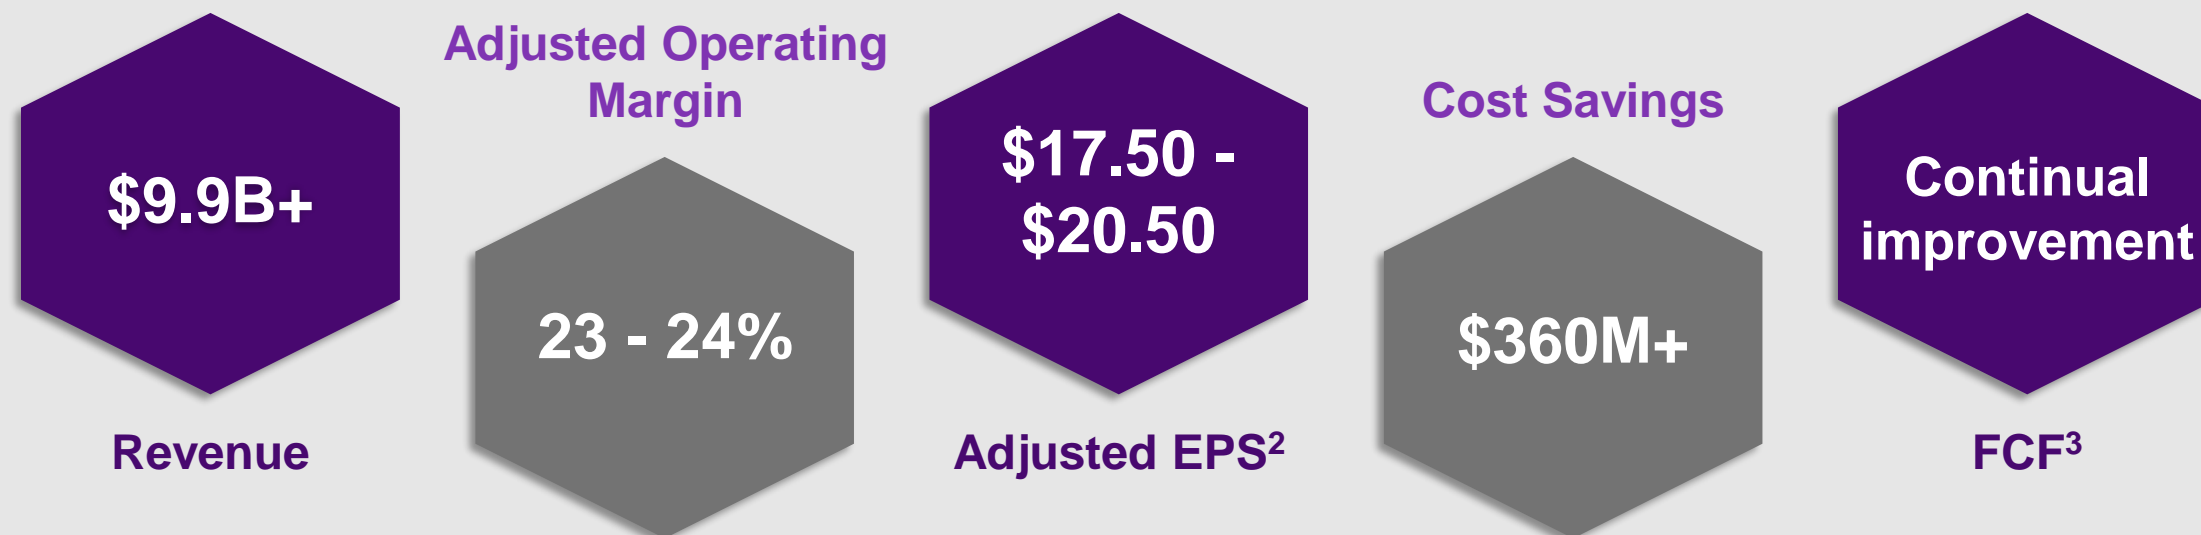 $9.9B+
Revenue
Adjusted Operating
Margin
23 - 24%
$17.50 -
$20.50
Adjusted EPS²
Cost Savings
$360M+
Continual
improvement
FCF³